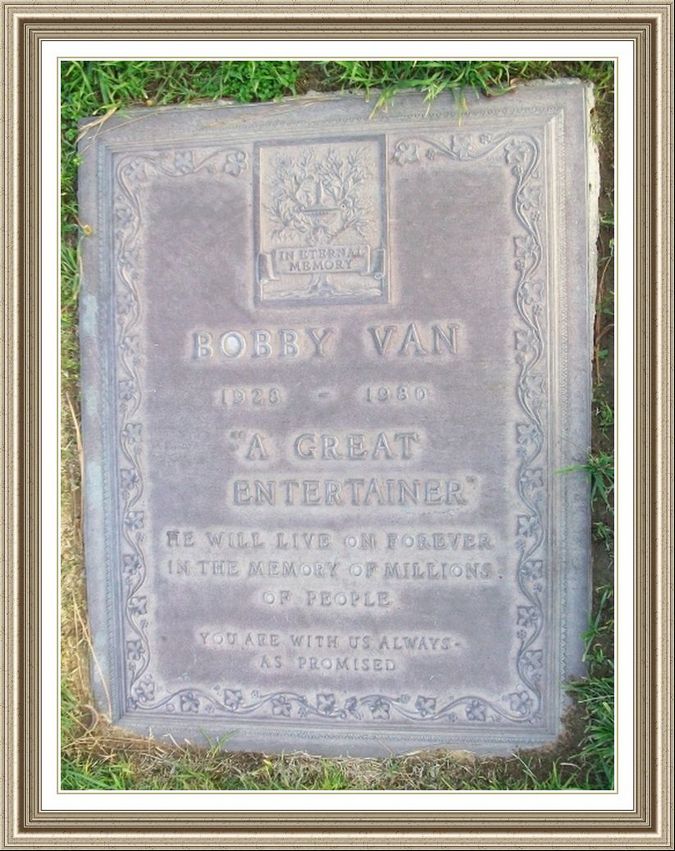 IN ETERNAL
MEMORY
BOBBY VAN
1928 - 1980
"A GREAT
ENTERTAINER"
HE WILL LIVE ON FOREVER
IN THE MEMORY OF MILLIONS
OF PEOPLE
YOU ARE WITH US ALWAYS-
AS PROMISED